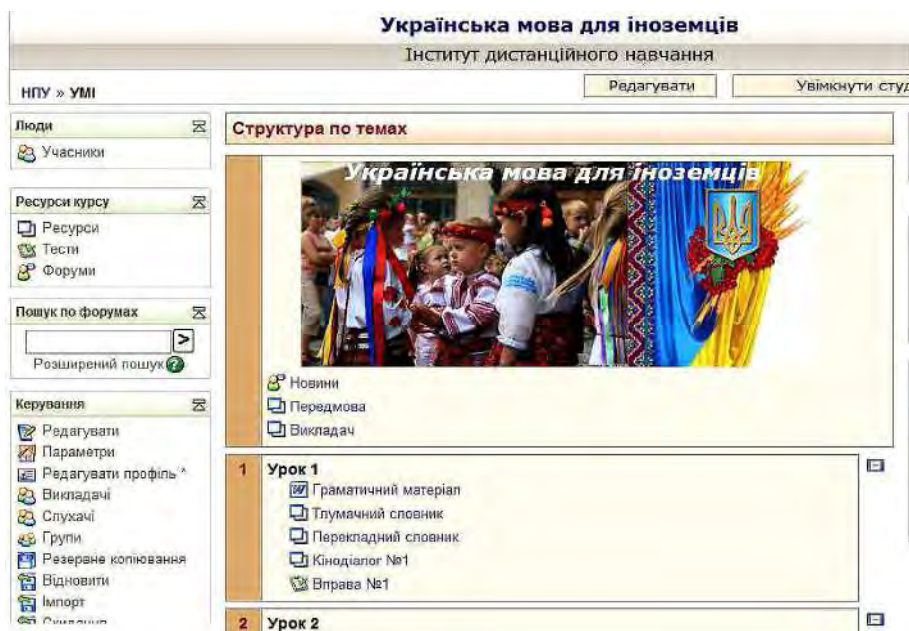 Українська мова для іноземців
Інститут дистанційного навчання
НПУ » УМІ
Редагувати
Увімкнути студ
Люди
Учасники
Ресурси курсу
Ресурси
Тести
Форуми
Пошук по форумах
>
Розширений пошук ?
Керування
Редагувати
Параметри
Редагувати профіль ^
Викладачі
Слухачі
Групи
Резервне копіювання
Відновити
Імпорт
Структура по темах
Українська мова для іноземців
Новини
Передмова
Викладач
1 Урок 1
Граматичний матеріал
Тлумачний словник
Перекладний словник
Кінодіалог №1
Вправа №1
2 Урок 2